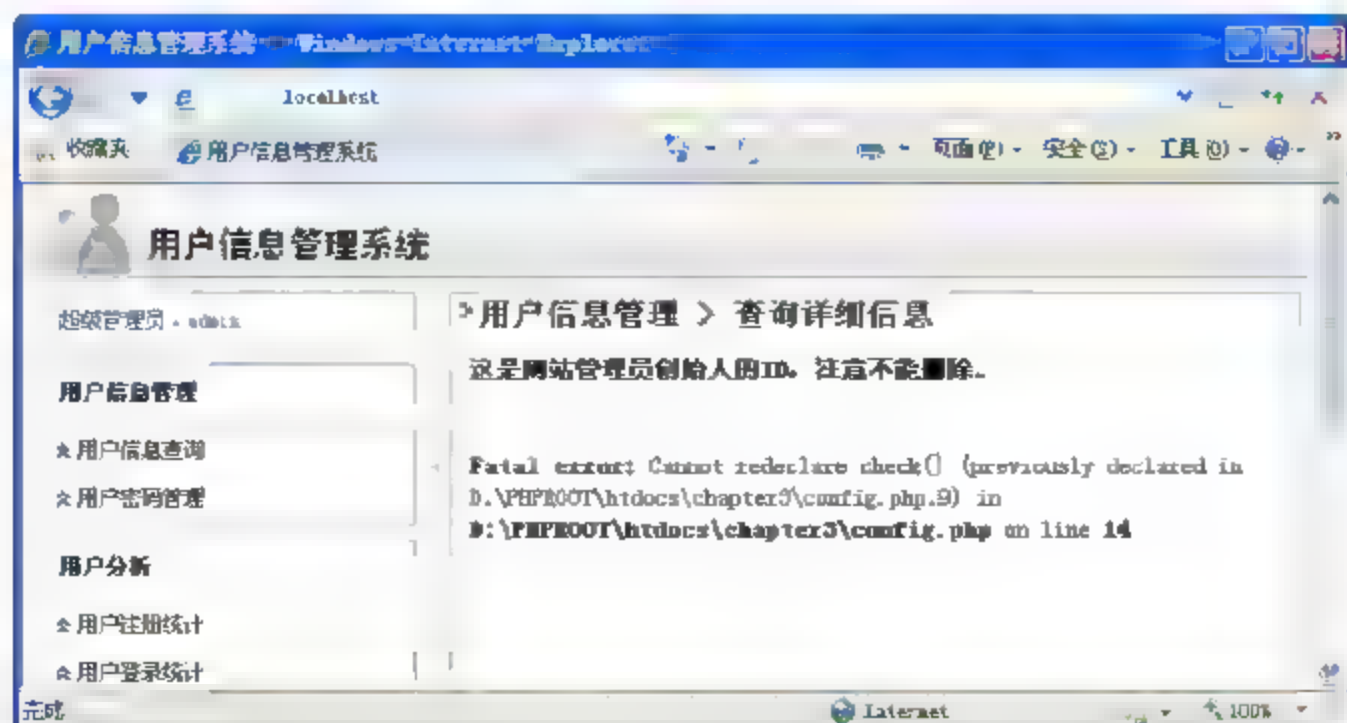 用户信息管理系统 - Windows Internet Explorer
localhost
收藏夹 用户信息管理系统 页面(P) 安全(S) 工具(O) »
用户信息管理系统
超级管理员：admin
用户信息管理
用户信息查询
用户密码管理
用户分析
用户注册统计
用户登录统计
用户信息管理 > 查询详细信息
这是网站管理员创始人的ID，注意不能删除。
Fatal error: Cannot redeclare check() (previously declared in
D:\PHPROOT\htdocs\chapter3\config.php:9) in
D:\PHPROOT\htdocs\chapter3\config.php on line 14
完成 Internet 100%